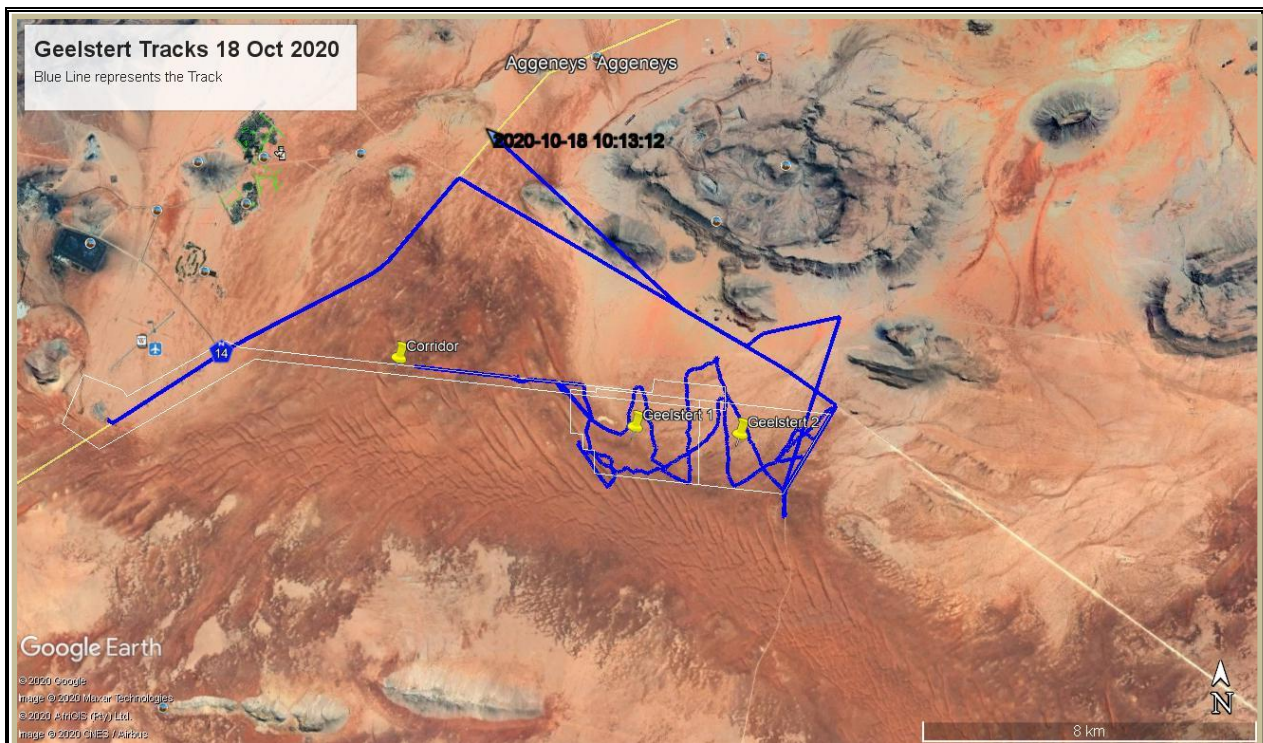 Geelstert Tracks 18 Oct 2020
Blue Line represents the Track
Aggeneys Aggeneys
2020-10-18 10:13:12
14
Corridor
Geelstert 1
Geelstert 2
Google Earth
© 2020 Google
Image © 2020 Maxar Technologies
© 2020 AfriGIS (Pty) Ltd.
Image © 2020 CNES / Airbus
N
8 km